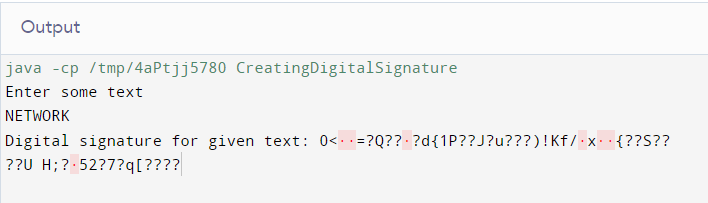 Output
java -cp /tmp/4aPtjj5780 CreatingDigitalSignature
Enter some text
NETWORK
Digital signature for given text: 0<··=?Q??·?d{1P??J?u???)!Kf/·x··{??S??
??U H;?·52?7?q[????